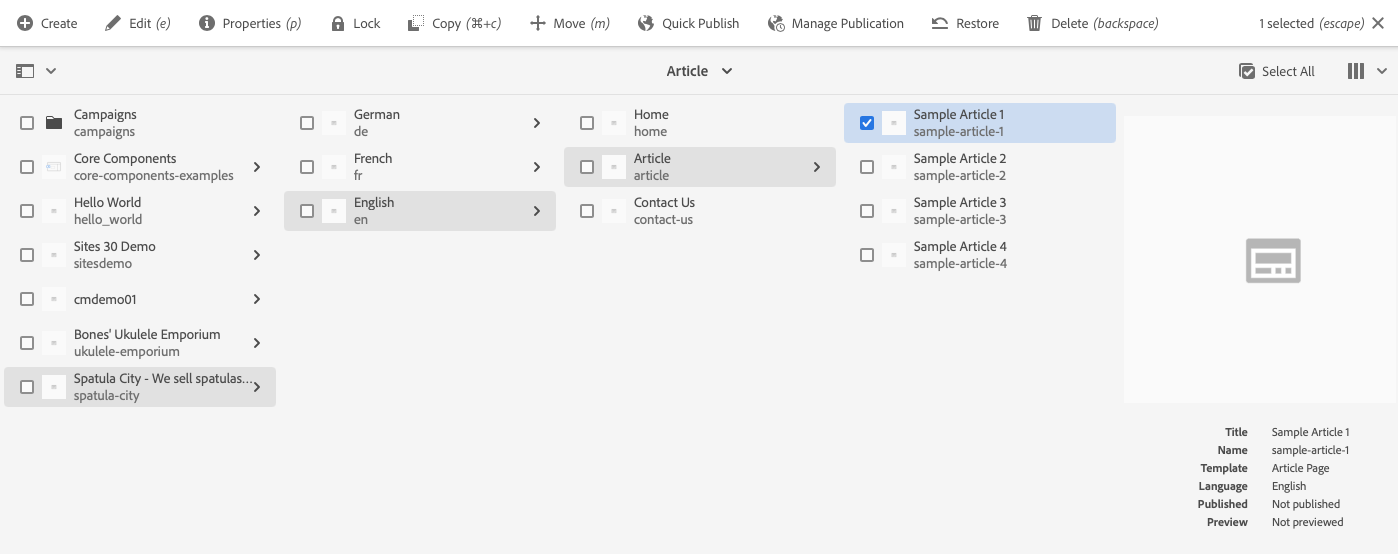 Create Edit (e) Properties (p) Lock Copy (⌘+c) Move (m) Quick Publish Manage Publication Restore Delete (backspace) 1 selected (escape)
Article Select All
Campaigns
campaigns
Core Components
core-components-examples
Hello World
hello_world
Sites 30 Demo
sitesdemo
cmdemo01
Bones' Ukulele Emporium
ukulele-emporium
Spatula City - We sell spatulas...
spatula-city
German
de
French
fr
English
en
Home
home
Article
article
Contact Us
contact-us
Sample Article 1
sample-article-1
Sample Article 2
sample-article-2
Sample Article 3
sample-article-3
Sample Article 4
sample-article-4
Title Sample Article 1
Name sample-article-1
Template Article Page
Language English
Published Not published
Preview Not previewed